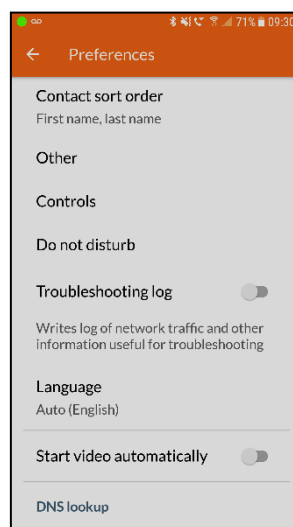 71% 09:30
Preferences
Contact sort order
First name, last name
Other
Controls
Do not disturb
Troubleshooting log
Writes log of network traffic and other
information useful for troubleshooting
Language
Auto (English)
Start video automatically
DNS lookup